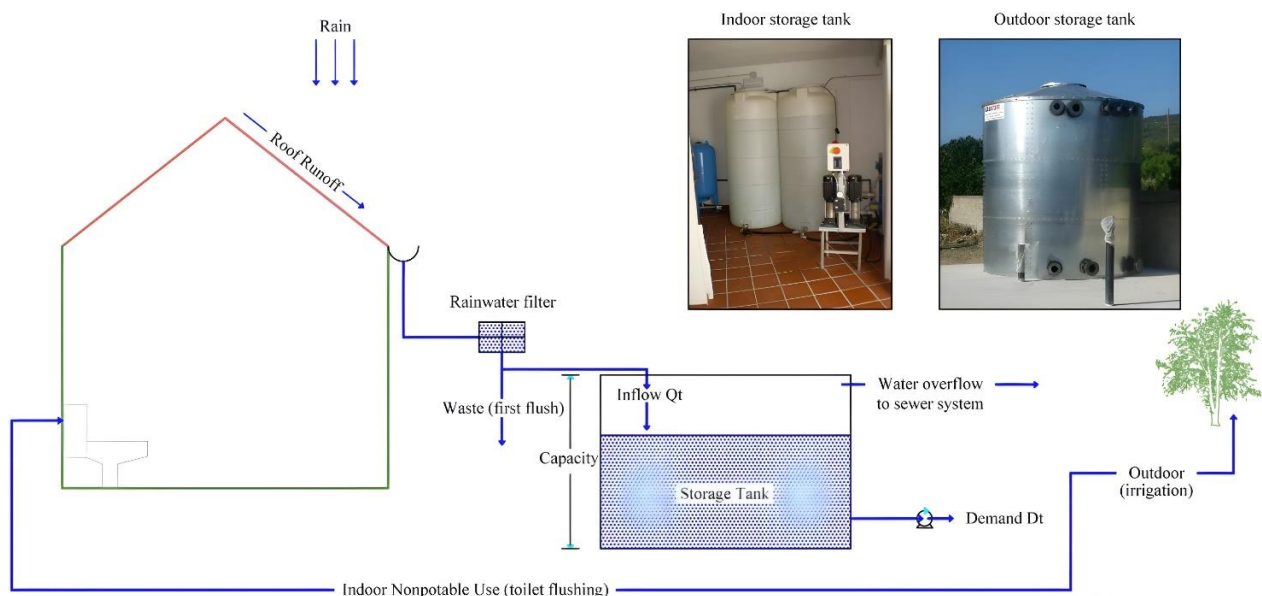 Rain
Indoor storage tank
Outdoor storage tank
Roof Runoff
Rainwater filter
Waste (first flush)
Inflow Qt
Water overflow
to sewer system
Capacity
Storage Tank
Outdoor
(irrigation)
Demand Dt
Indoor Nonpotable Use (toilet flushing)